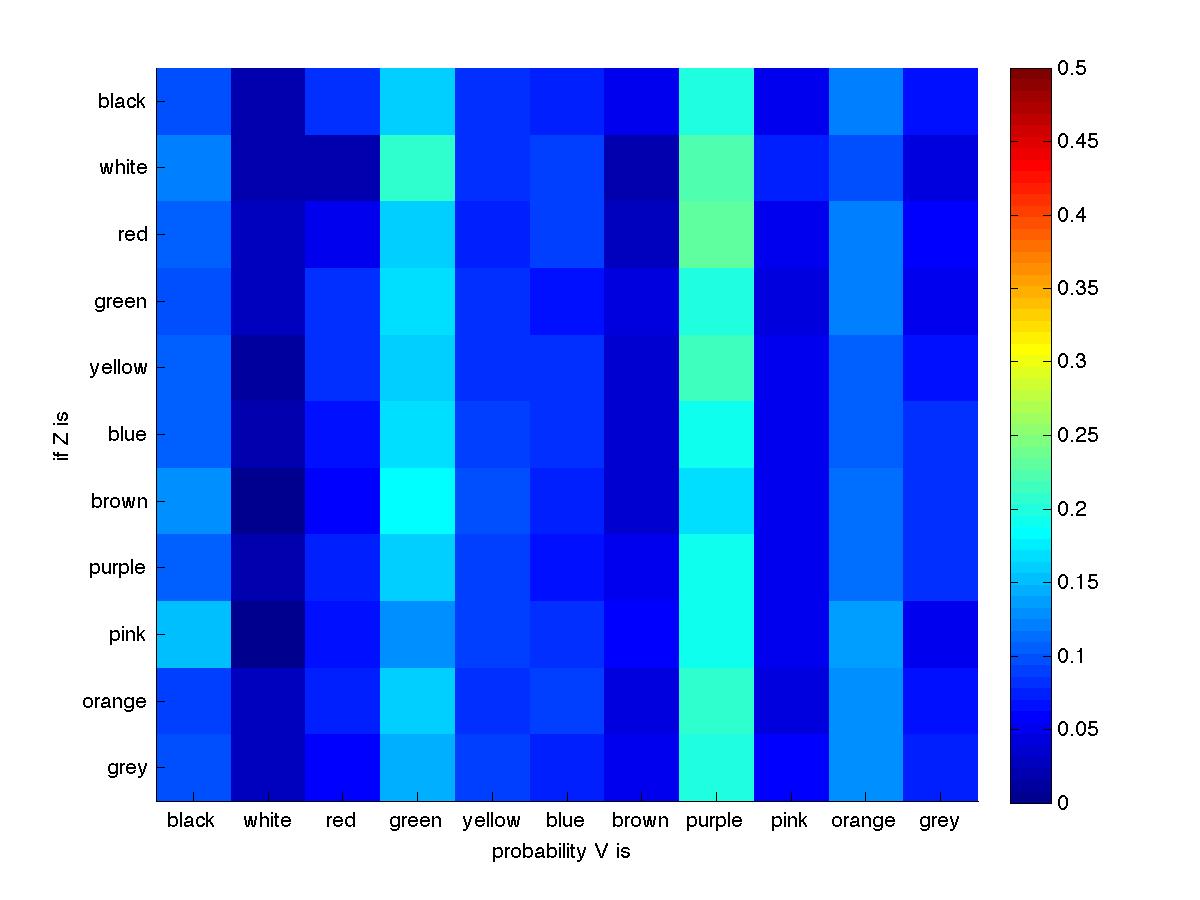 if Z is
black
white
red
green
yellow
blue
brown
purple
pink
orange
grey
black white red green yellow blue brown purple pink orange grey
probability V is
0.5
0.45
0.4
0.35
0.3
0.25
0.2
0.15
0.1
0.05
0